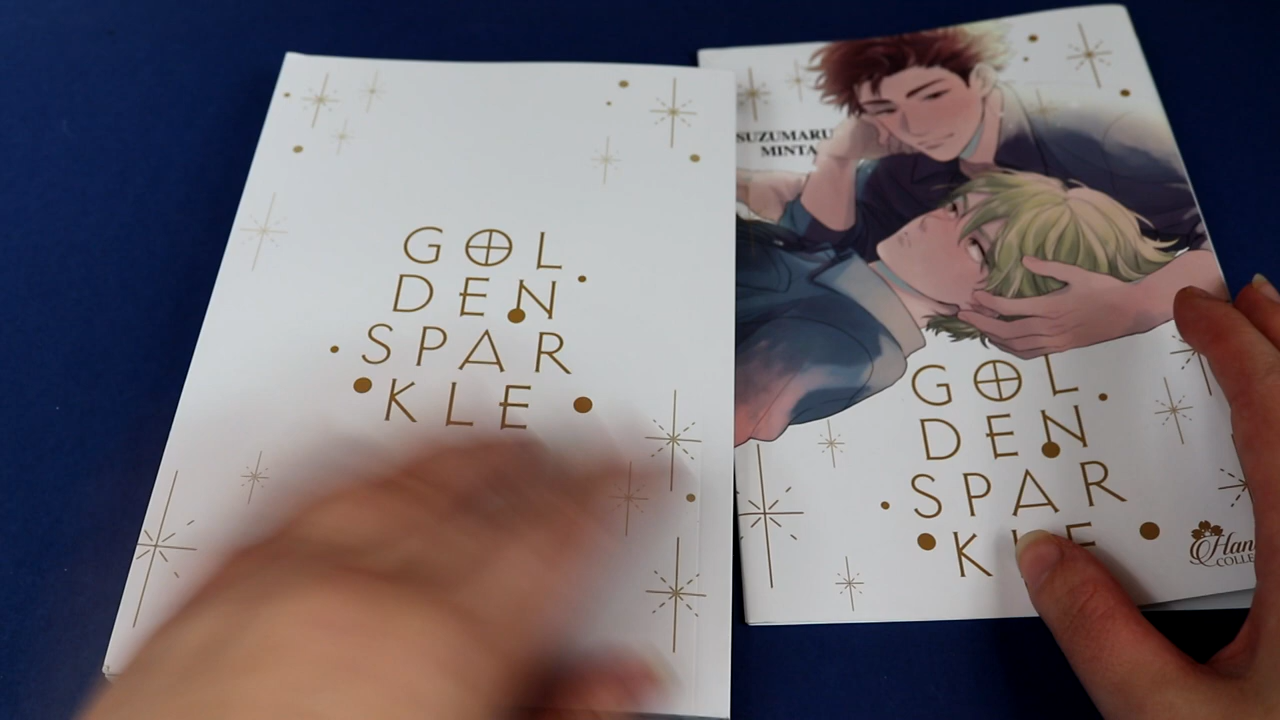 GOL
DEN
SPAR
KLE
SUZUMARU
MINTA
GOL
DEN
SPAR